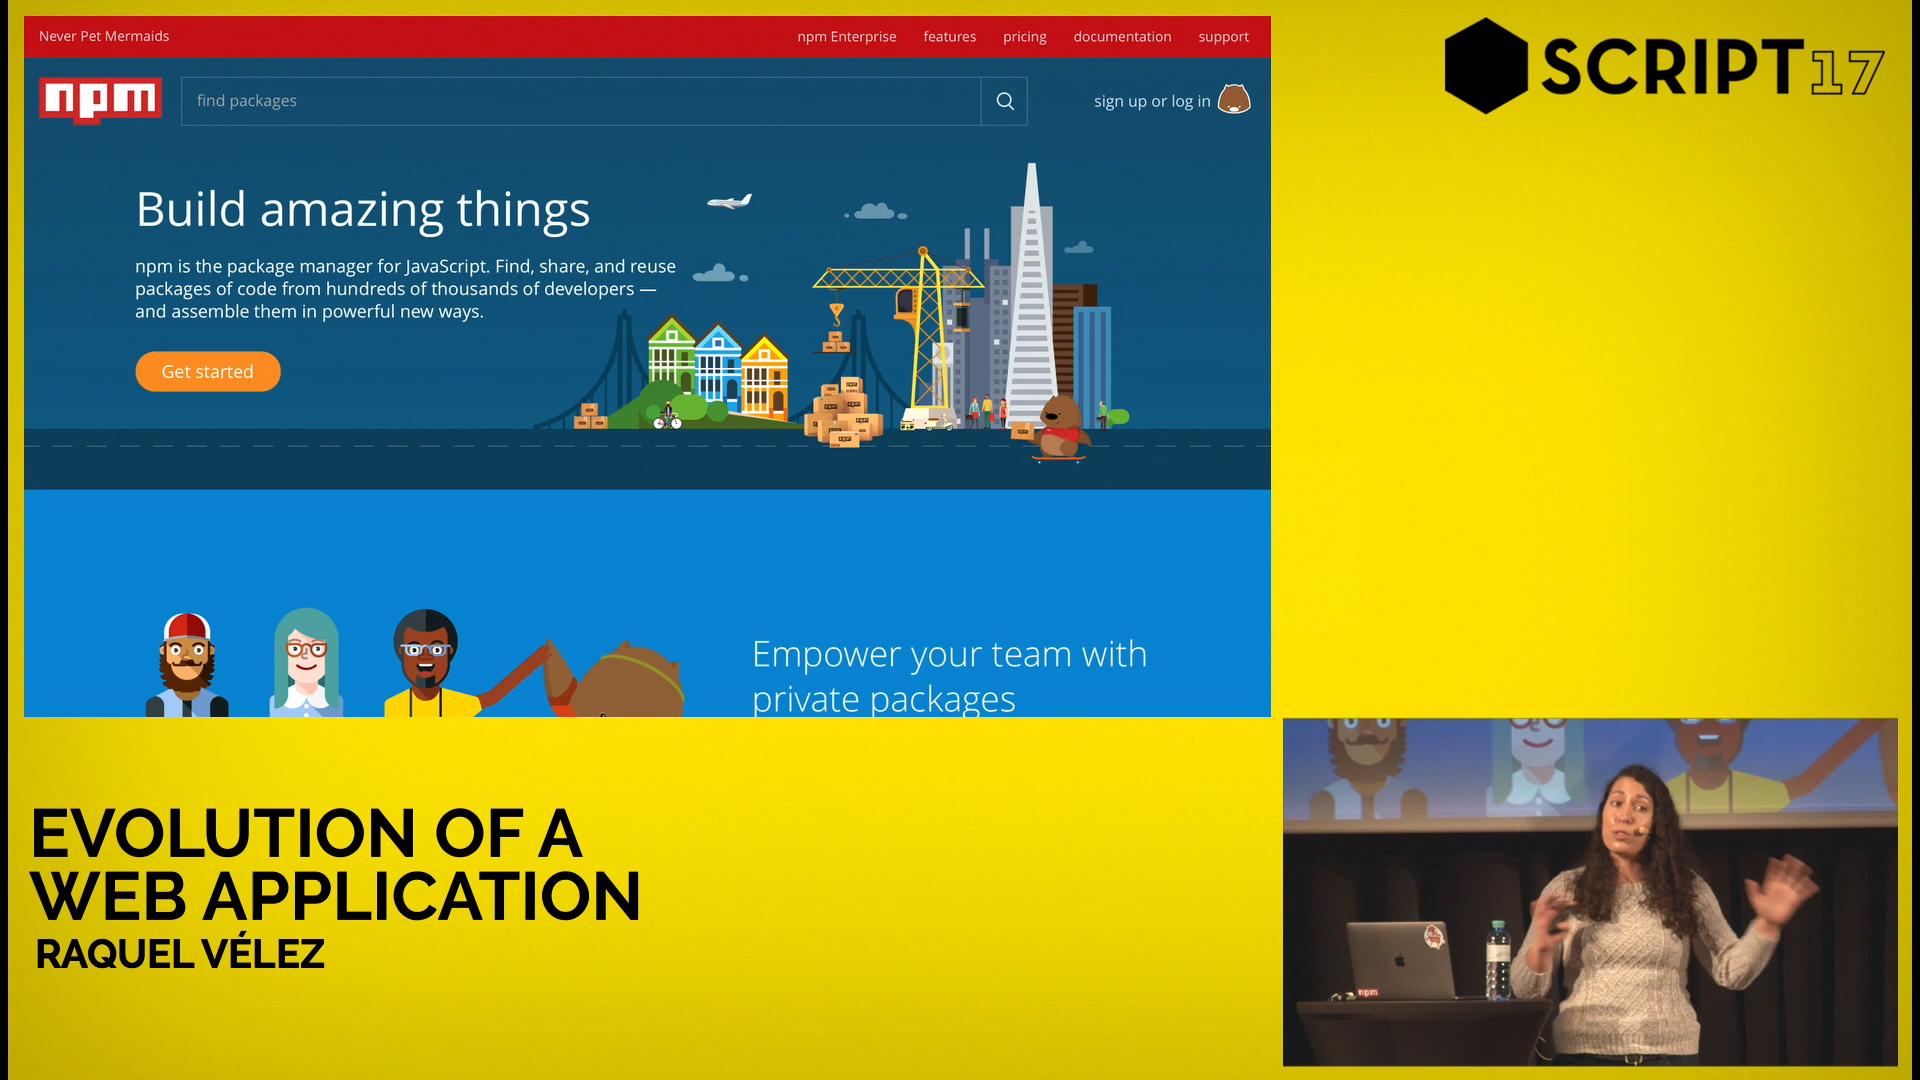 Never Pet Mermaids
npm Enterprise features pricing documentation support
npm
find packages
sign up or log in
SCRIPT17
Build amazing things
npm is the package manager for JavaScript. Find, share, and reuse
packages of code from hundreds of thousands of developers —
and assemble them in powerful new ways.
Get started
Empower your team with
private packages
EVOLUTION OF A
WEB APPLICATION
RAQUEL VÉLEZ
npm